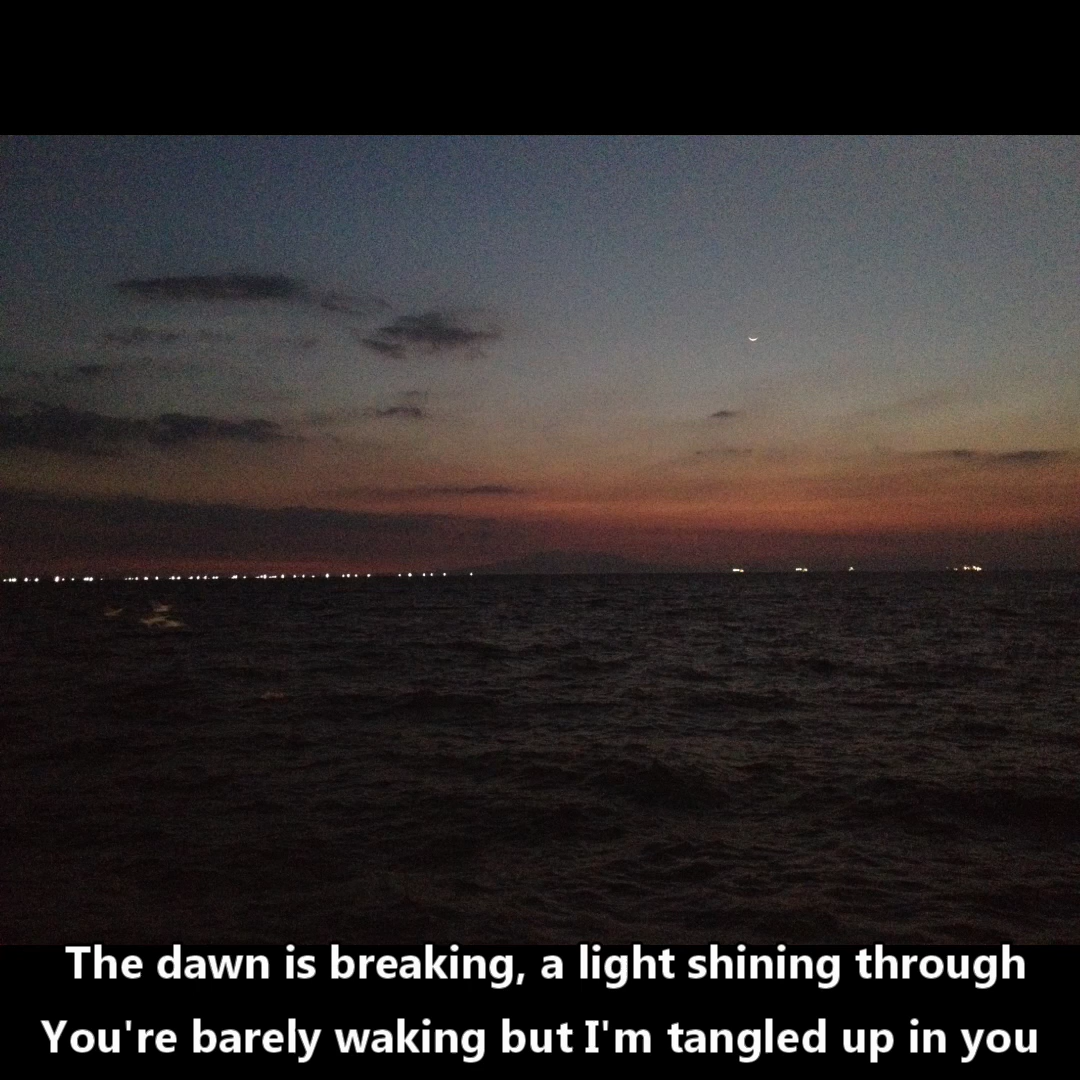 The dawn is breaking, a light shining through
You're barely waking but I'm tangled up in you